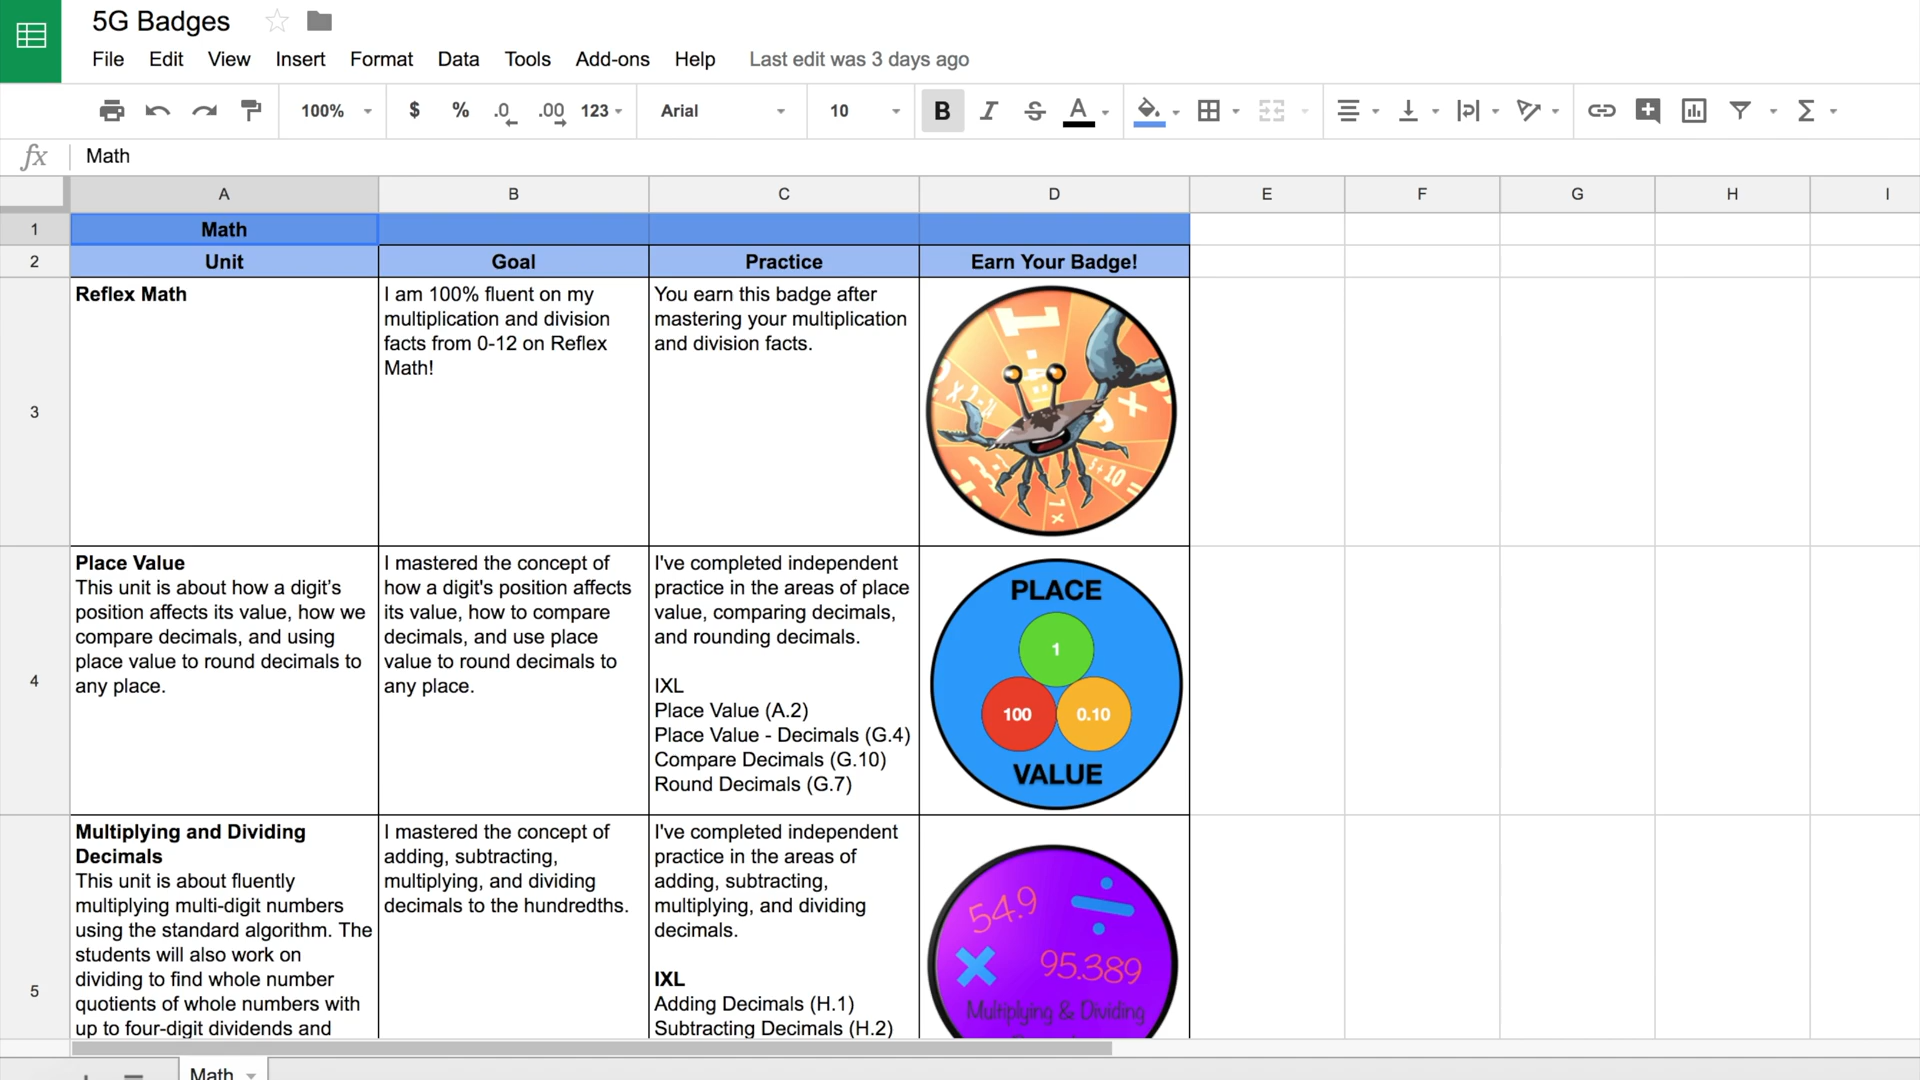 5G Badges
File Edit View Insert Format Data Tools Add-ons Help Last edit was 3 days ago
100% $ % .0 .00 123 Arial 10 B I S A Σ
fx Math
A B C D E F G H I
1 Math
2 Unit Goal Practice Earn Your Badge!
3
Reflex Math
I am 100% fluent on my
multiplication and division
facts from 0-12 on Reflex
Math!
You earn this badge after
mastering your multiplication
and division facts.
4
Place Value
This unit is about how a digit’s
position affects its value, how we
compare decimals, and using
place value to round decimals to
any place.
I mastered the concept of
how a digit's position affects
its value, how to compare
decimals, and use place
value to round decimals to
any place.
I've completed independent
practice in the areas of place
value, comparing decimals,
and rounding decimals.
IXL
Place Value (A.2)
Place Value - Decimals (G.4)
Compare Decimals (G.10)
Round Decimals (G.7)
PLACE
1
100 0.10
VALUE
5
Multiplying and Dividing
Decimals
This unit is about fluently
multiplying multi-digit numbers
using the standard algorithm. The
students will also work on
dividing to find whole number
quotients of whole numbers with
up to four-digit dividends and
I mastered the concept of
adding, subtracting,
multiplying, and dividing
decimals to the hundredths.
I've completed independent
practice in the areas of
adding, subtracting,
multiplying, and dividing
decimals.
IXL
Adding Decimals (H.1)
Subtracting Decimals (H.2)
54.9 ÷
× 95.389
Multiplying & Dividing
Math